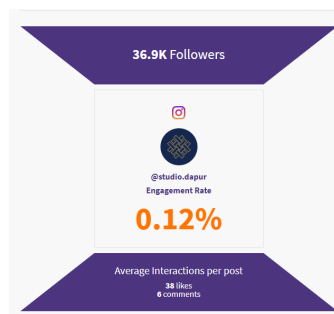 36.9K Followers
@studio.dapur
Engagement Rate
0.12%
Average Interactions per post
38 likes
6 comments